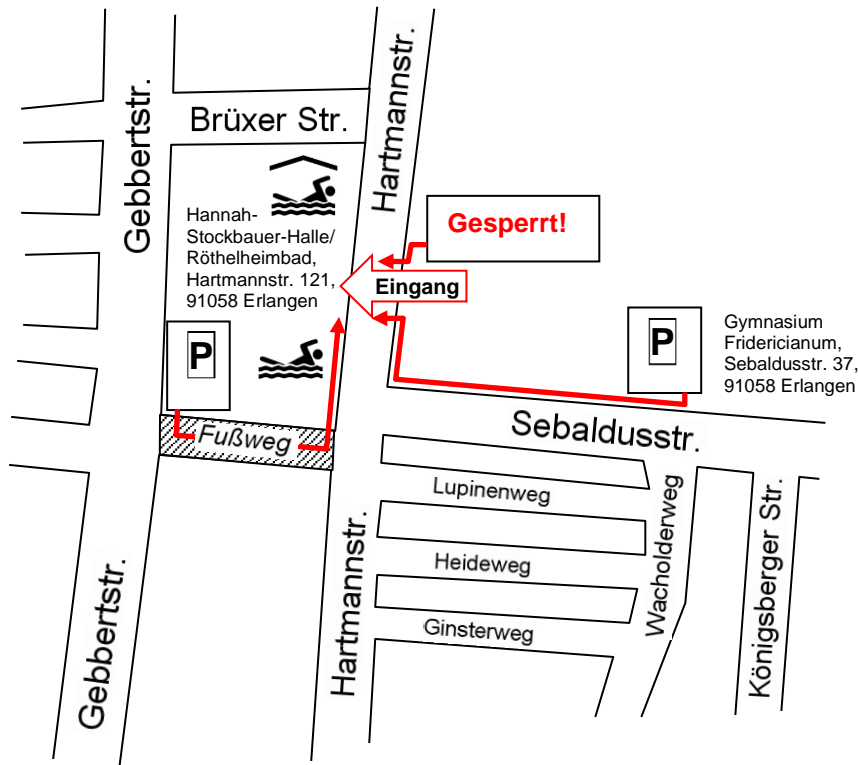 Gebbertstr.
Hartmannstr.
Brüxer Str.
Hannah-
Stockbauer-Halle/
Röthelheimbad,
Hartmannstr. 121,
91058 Erlangen
Gesperrt!
Eingang
P
P
Gymnasium
Fridericianum,
Sebaldusstr. 37,
91058 Erlangen
Fußweg
Sebaldusstr.
Lupinenweg
Heideweg
Ginsterweg
Wacholderweg
Königsberger Str.
Hartmannstr.
Gebbertstr.